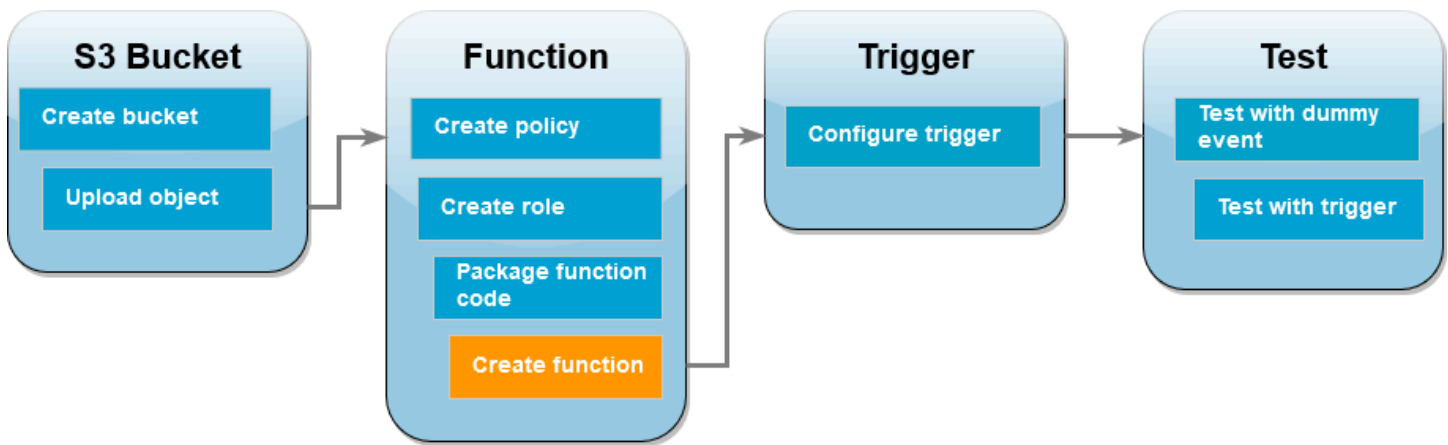 S3 Bucket
Create bucket
Upload object
Function
Create policy
Create role
Package function
code
Create function
Trigger
Configure trigger
Test
Test with dummy
event
Test with trigger